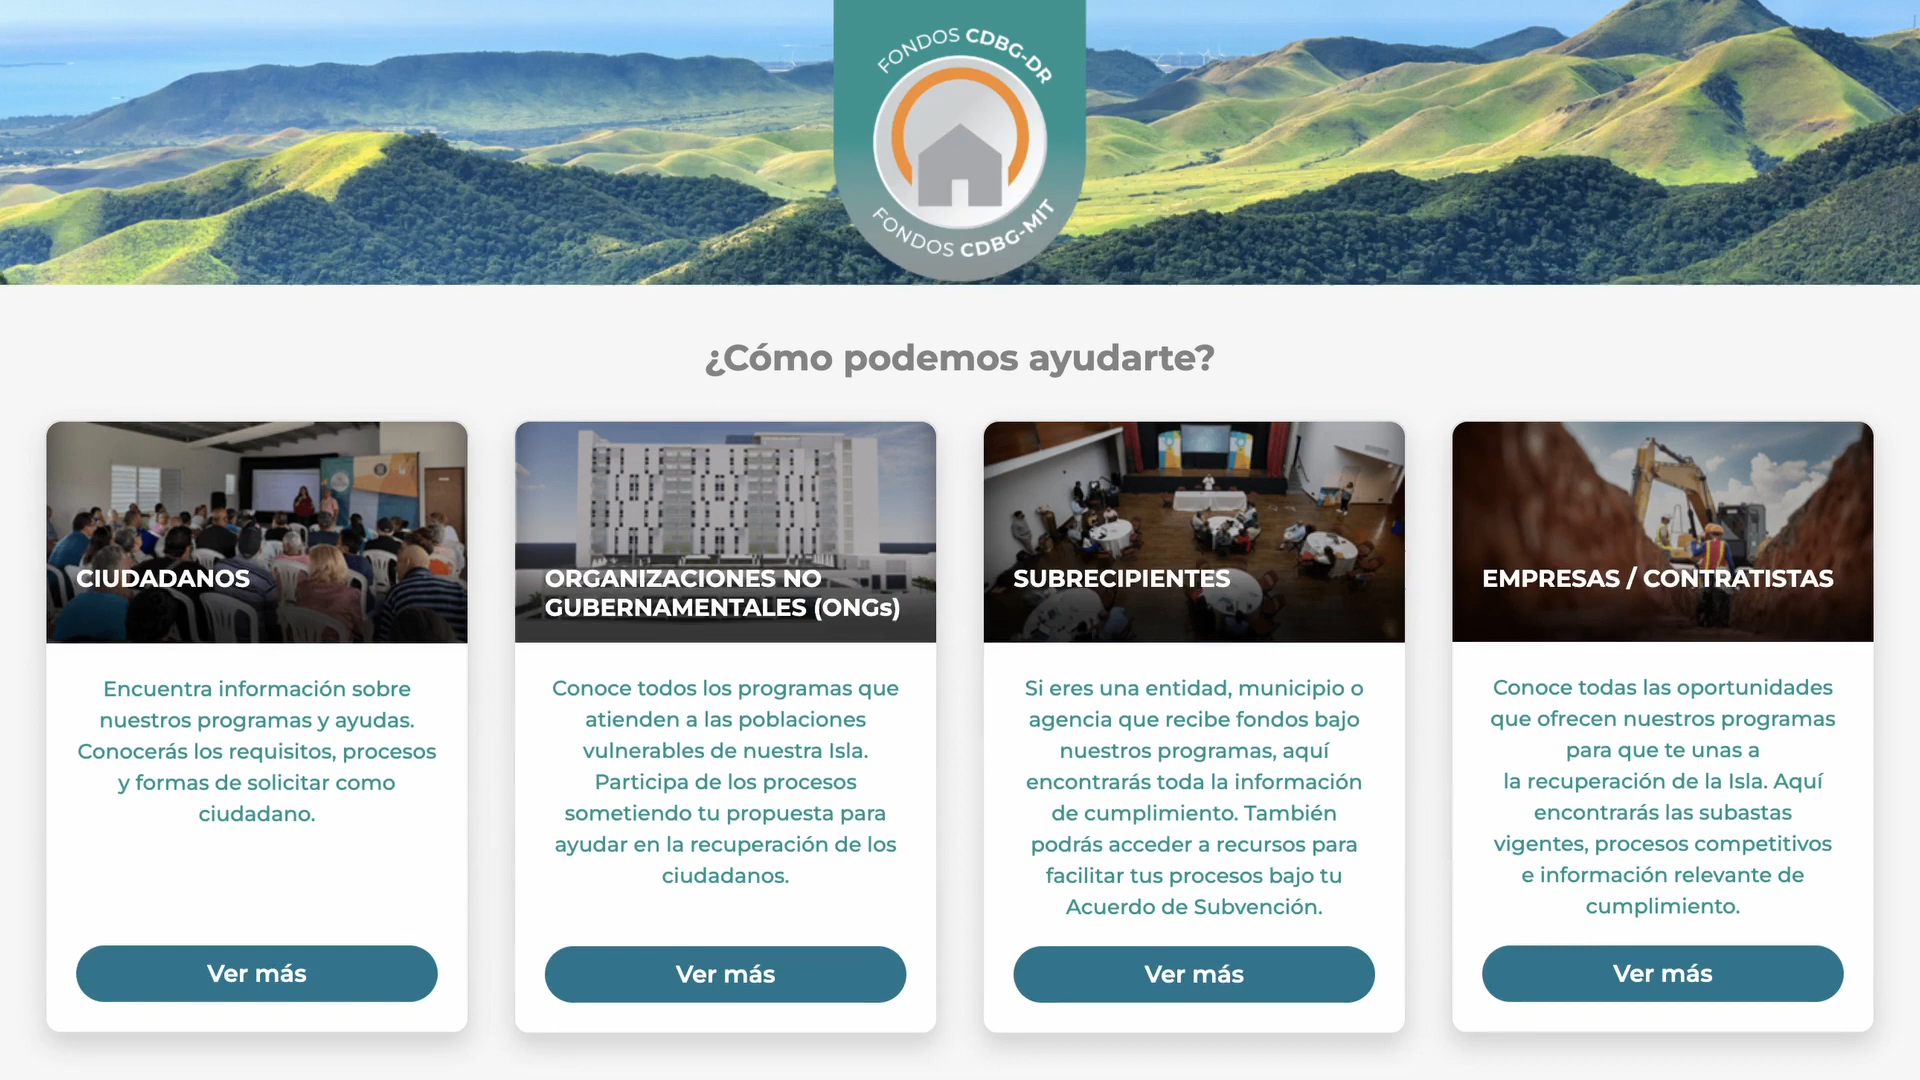 FONDOS CDBG-DR
FONDOS CDBG-MIT
¿Cómo podemos ayudarte?
CIUDADANOS
Encuentra información sobre
nuestros programas y ayudas.
Conocerás los requisitos, procesos
y formas de solicitar como
ciudadano.
Ver más
ORGANIZACIONES NO
GUBERNAMENTALES (ONGs)
Conoce todos los programas que
atienden a las poblaciones
vulnerables de nuestra Isla.
Participa de los procesos
sometiendo tu propuesta para
ayudar en la recuperación de los
ciudadanos.
Ver más
SUBRECIPIENTES
Si eres una entidad, municipio o
agencia que recibe fondos bajo
nuestros programas, aquí
encontrarás toda la información
de cumplimiento. También
podrás acceder a recursos para
facilitar tus procesos bajo tu
Acuerdo de Subvención.
Ver más
EMPRESAS / CONTRATISTAS
Conoce todas las oportunidades
que ofrecen nuestros programas
para que te unas a
la recuperación de la Isla. Aquí
encontrarás las subastas
vigentes, procesos competitivos
e información relevante de
cumplimiento.
Ver más